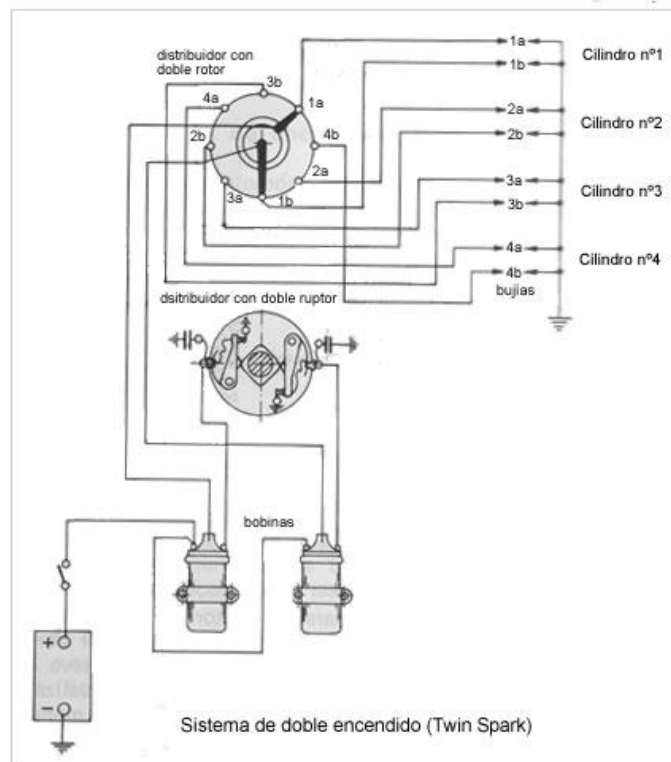 distribuidor con
doble rotor
3b
4a
1a
2b
4b
3a
2a
1b
1a
Cilindro nº1
1b
2a
Cilindro nº2
2b
3a
Cilindro nº3
3b
4a
Cilindro nº4
4b
bujias
dsitribuidor con doble ruptor
bobinas
+
−
Sistema de doble encendido (Twin Spark)